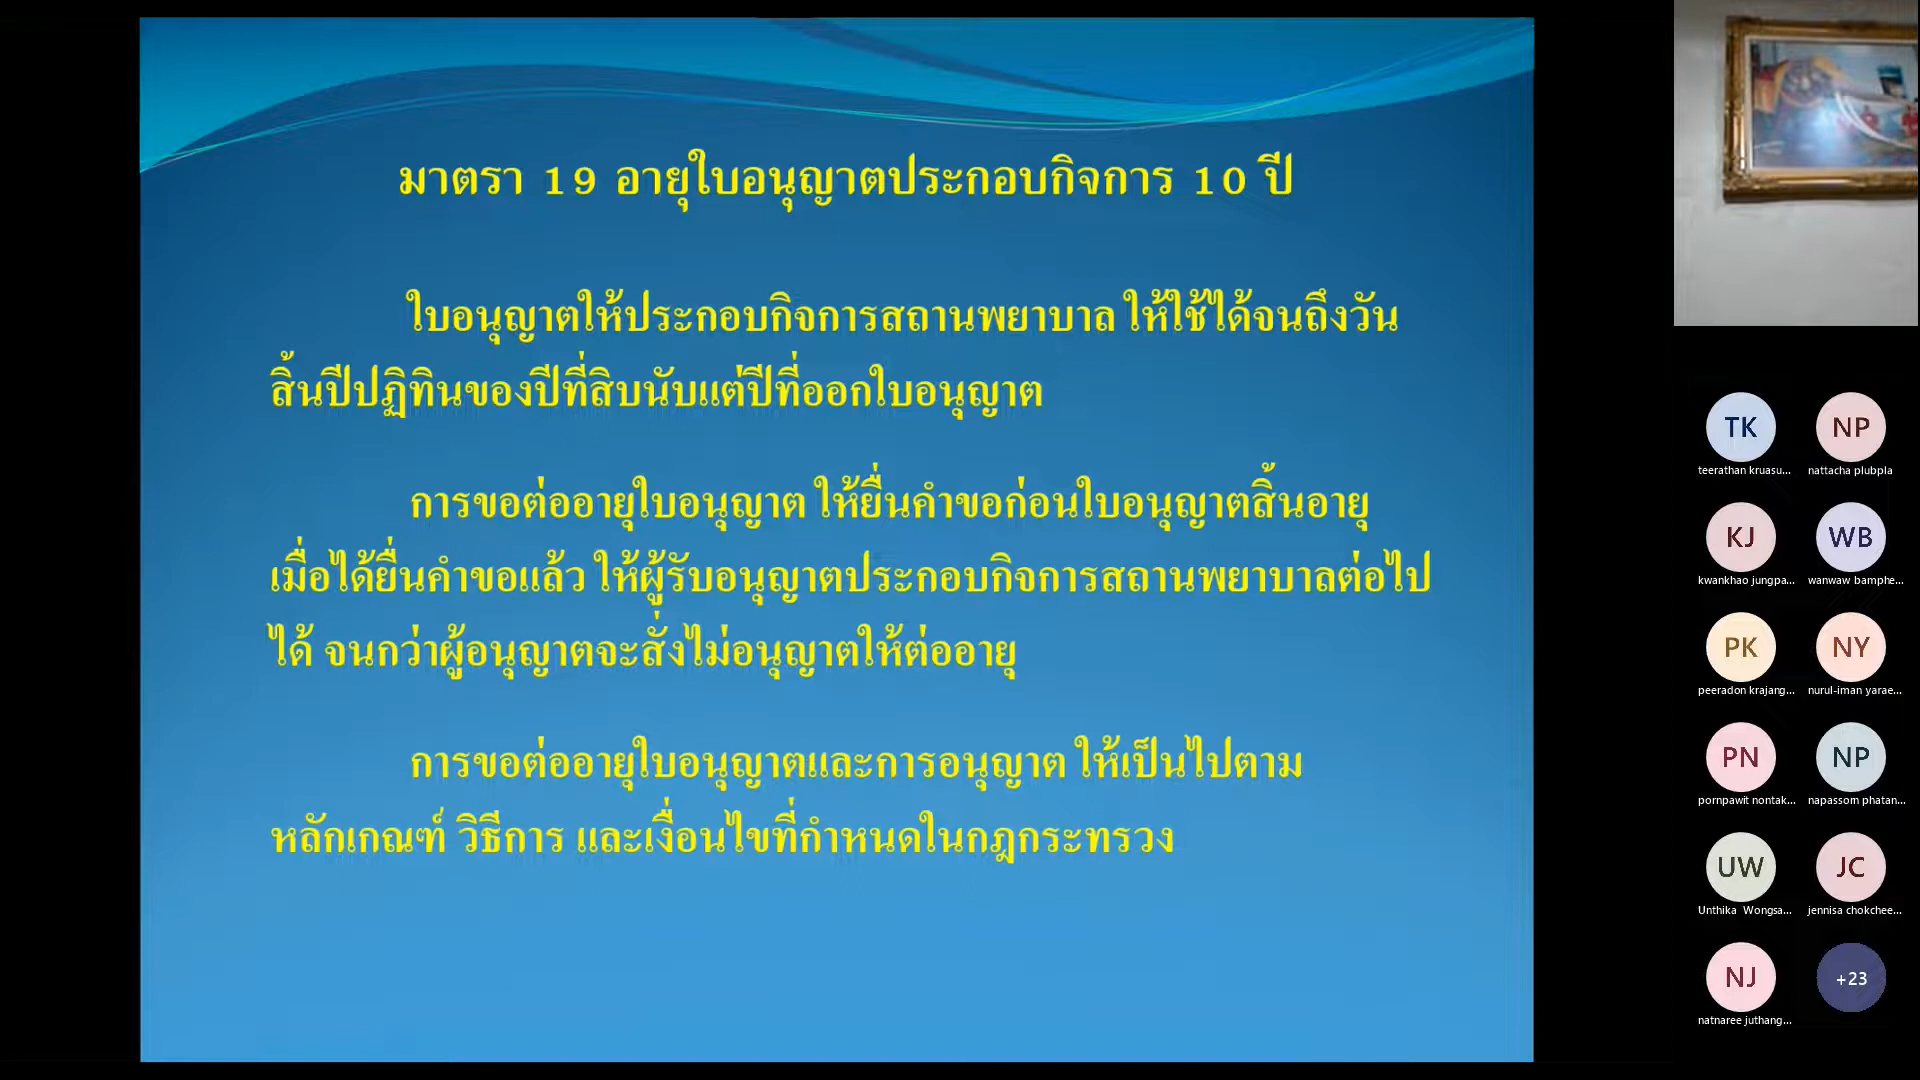 มาตรา 19 อายุใบอนุญาตประกอบกิจการ 10 ปี
ใบอนุญาตให้ประกอบกิจการสถานพยาบาล ให้ใช้ได้จนถึงวัน
สิ้นปีปฏิทินของปีที่สิบนับแต่ปีที่ออกใบอนุญาต
การขอต่ออายุใบอนุญาต ให้ยื่นคำขอก่อนใบอนุญาตสิ้นอายุ
เมื่อได้ยื่นคำขอแล้ว ให้ผู้รับอนุญาตประกอบกิจการสถานพยาบาลต่อไป
ได้ จนกว่าผู้อนุญาตจะสั่งไม่อนุญาตให้ต่ออายุ
การขอต่ออายุใบอนุญาตและการอนุญาต ให้เป็นไปตาม
หลักเกณฑ์ วิธีการ และเงื่อนไขที่กำหนดในกฎกระทรวง
TK NP
teerathan kruasu... nattacha plubpla
KJ WB
kwankhao jungpa... wanwaw bamphe...
PK NY
peeradon krajang... nurul-iman yarae...
PN NP
pornpawit nontak... napassorn phatan...
UW JC
Unthika Wongsa... jennisa chokchee...
NJ +23
natnaree juthang...